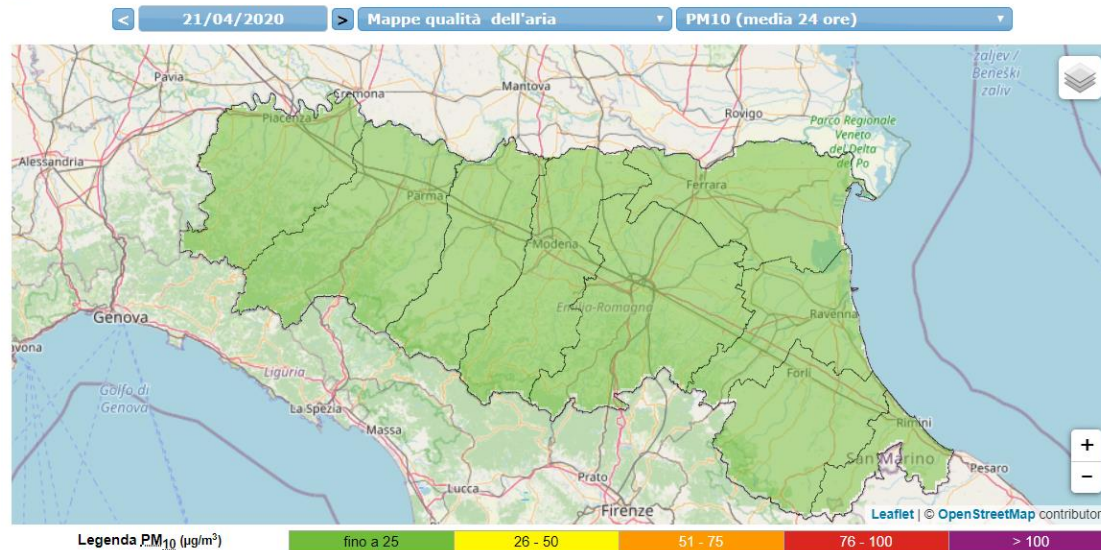 < 21/04/2020 > Mappe qualità dell'aria PM10 (media 24 ore)
zaljev /
Beneški
zaliv
Pavia
Cremona
Mantova
Rovigo
Piacenza
Parco Regionale
Veneto
del Delta
del Po
Alessandria
Ferrara
Parma
Modena
Emilia-Romagna
Genova
Ravenna
Liguria
Forlì
Golfo di
Genova
La Spezia
Rimini
Massa
San Marino
+
Pesaro
−
Lucca
Prato
Firenze
Leaflet | © OpenStreetMap contributor
Legenda PM10 (µg/m³) fino a 25 26 - 50 51 - 75 76 - 100 > 100